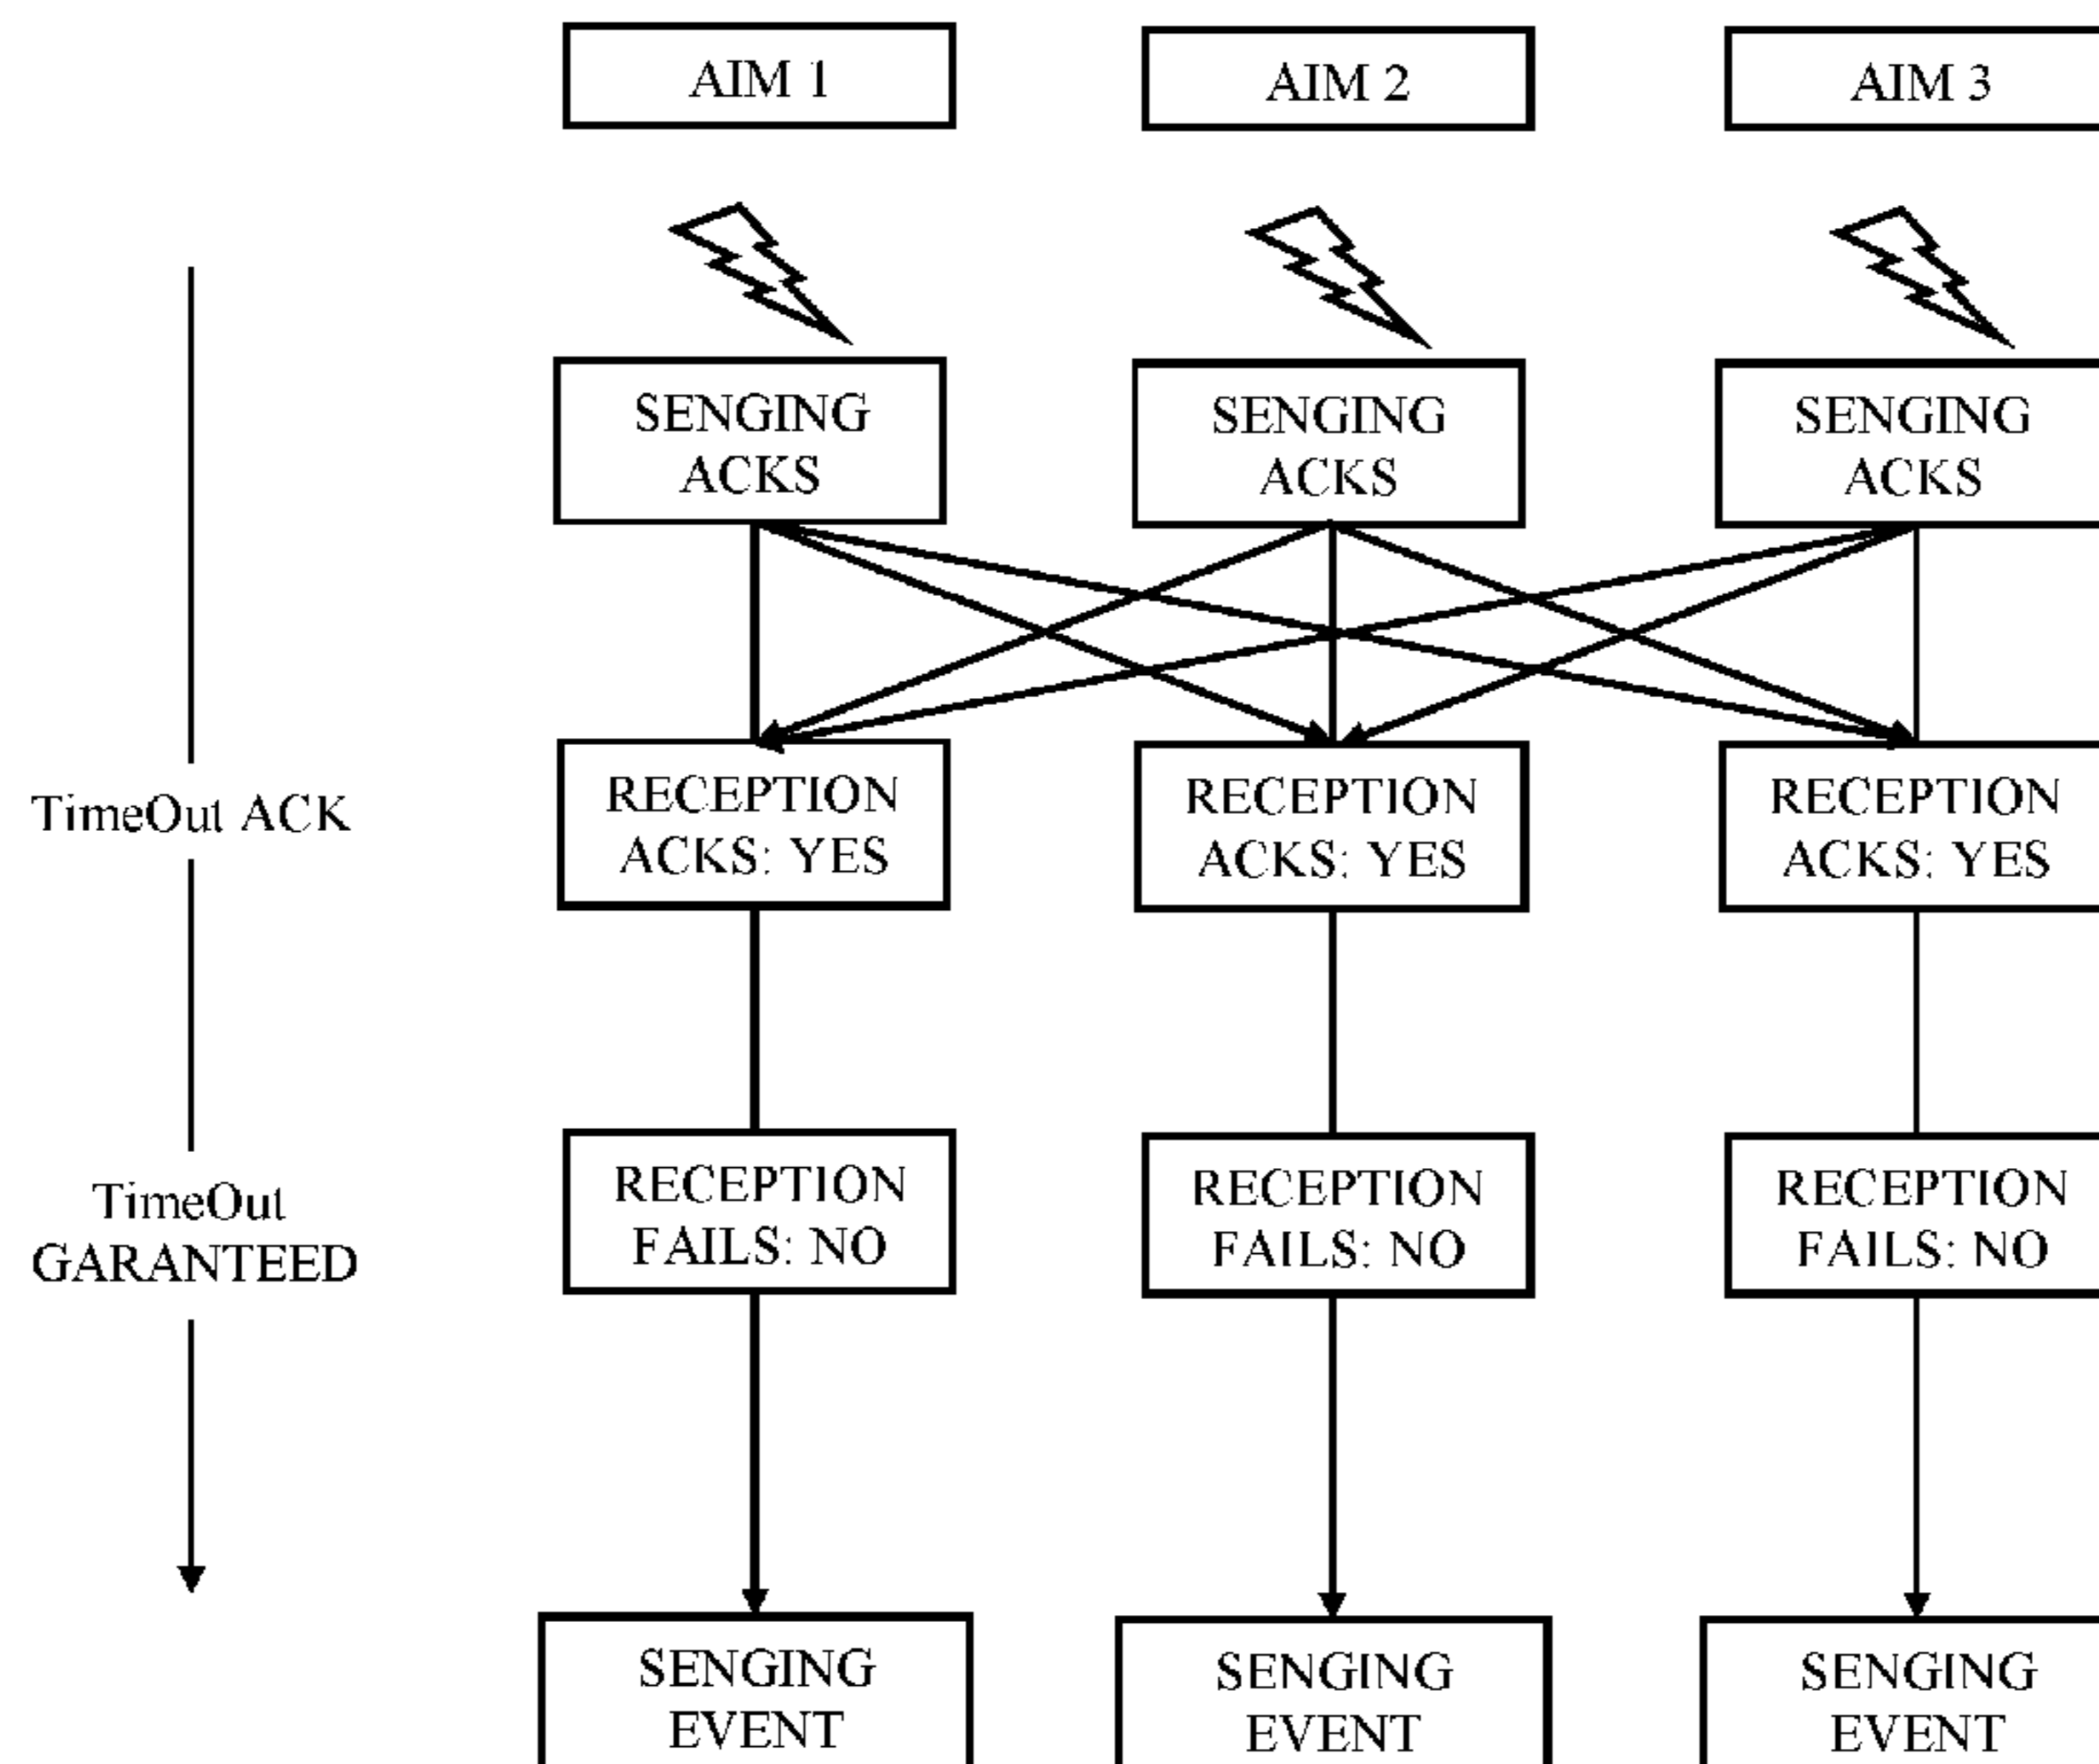 AIM 1
AIM 2
AIM 3
SENGING
ACKS
SENGING
ACKS
SENGING
ACKS
TimeOut ACK
RECEPTION
ACKS: YES
RECEPTION
ACKS: YES
RECEPTION
ACKS: YES
TimeOut
GARANTEED
RECEPTION
FAILS: NO
RECEPTION
FAILS: NO
RECEPTION
FAILS: NO
SENGING
EVENT
SENGING
EVENT
SENGING
EVENT